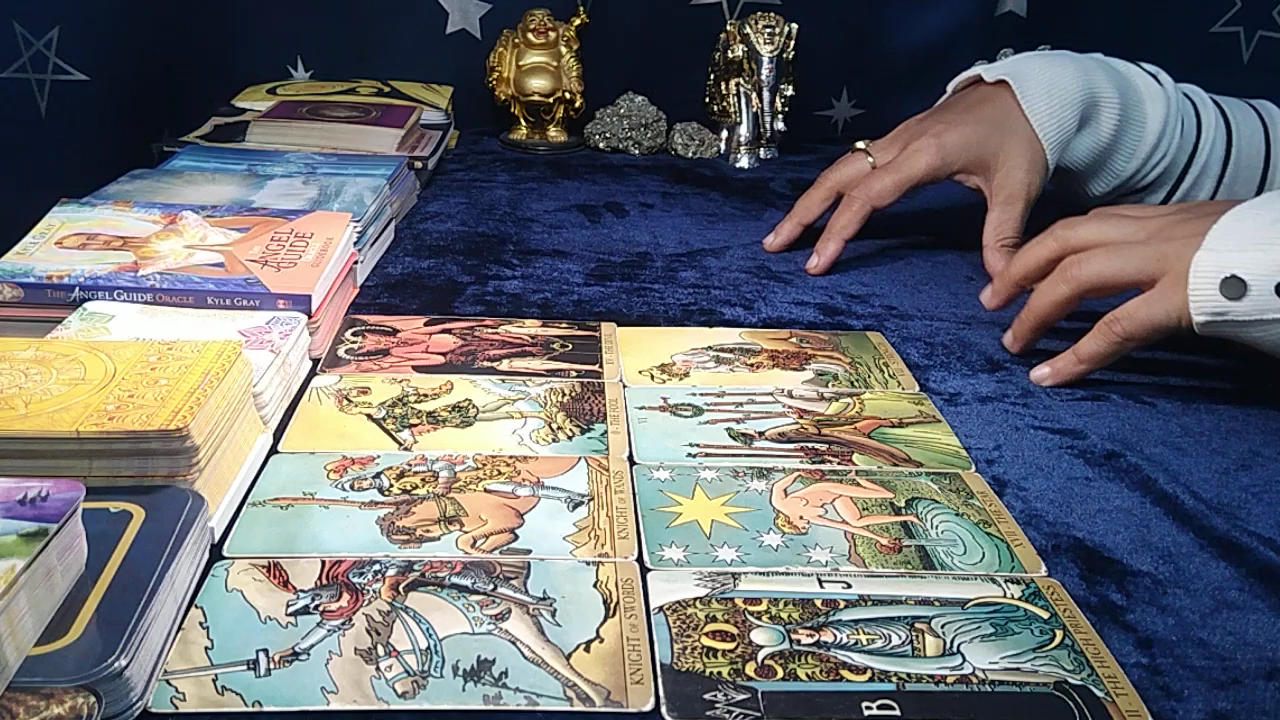 KYLE GRAY
THE
ANGEL
GUIDE
GUIDEBOOK
THE ANGEL GUIDE ORACLE KYLE GRAY
XV • THE DEVIL
0 • THE FOOL
VI
KNIGHT OF WANDS
XVII • THE STAR
KNIGHT OF SWORDS
J
B
II • THE HIGH PRIESTESS